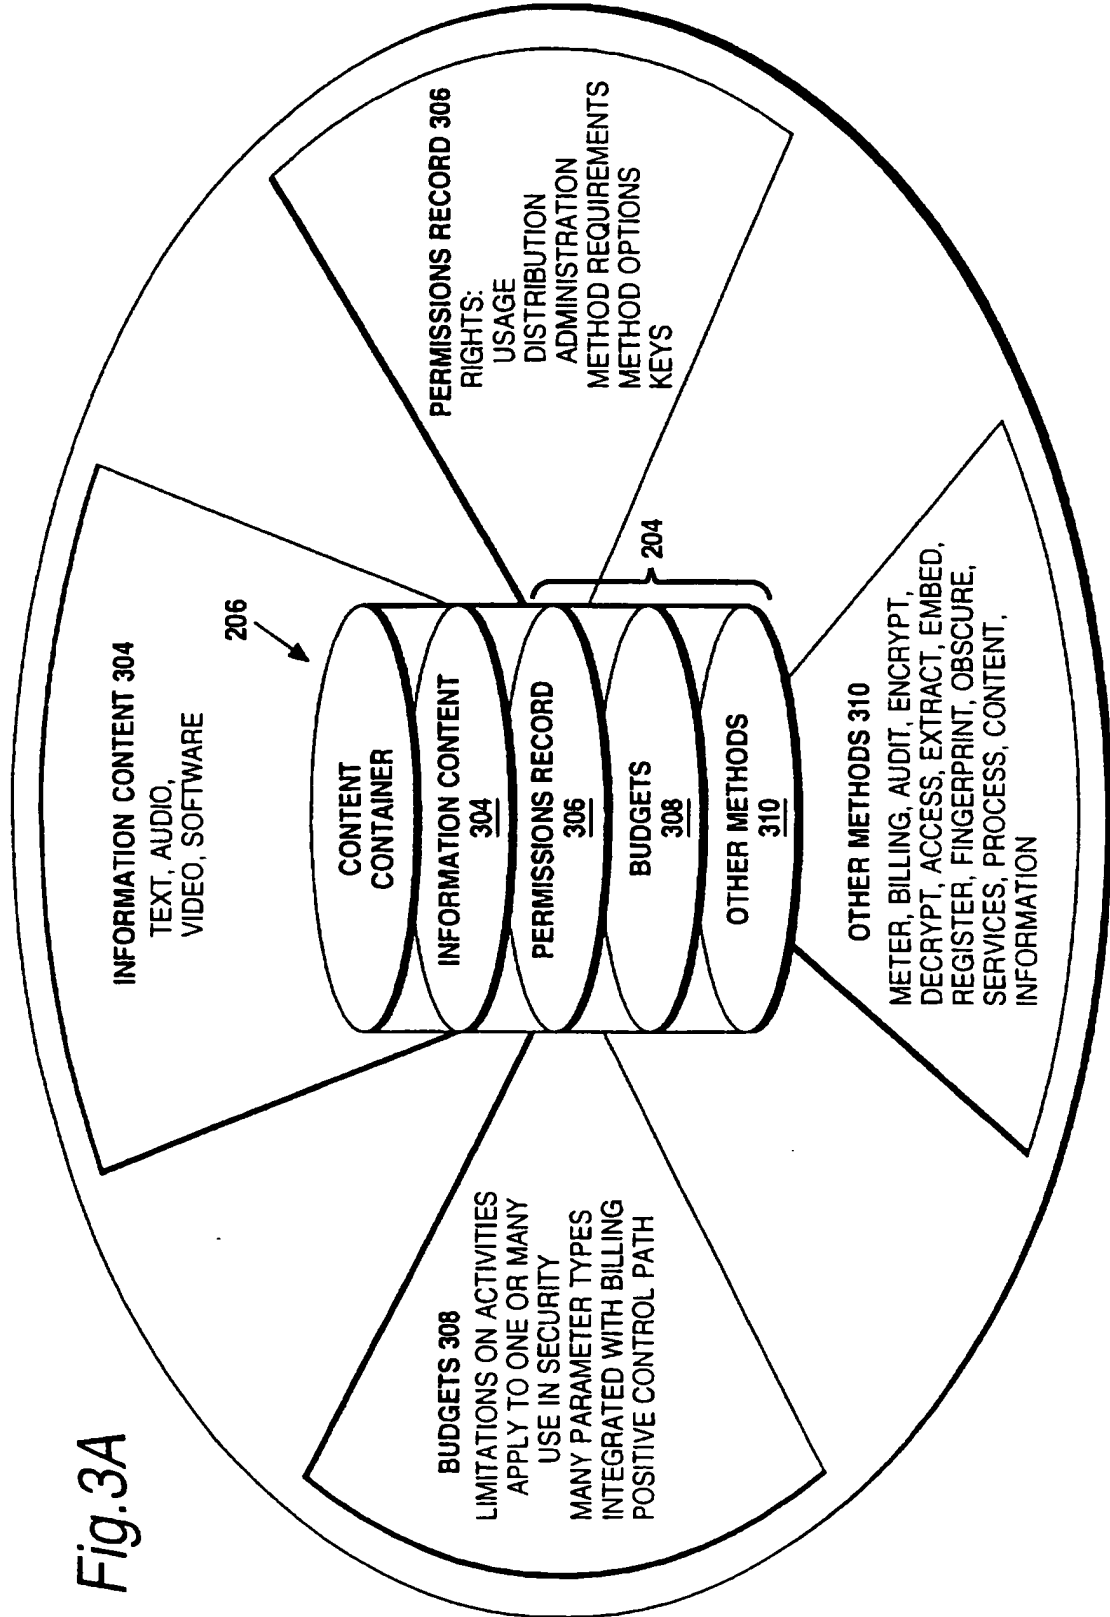 Fig.3A
INFORMATION CONTENT 304
TEXT, AUDIO,
VIDEO, SOFTWARE
206
BUDGETS 308
LIMITATIONS ON ACTIVITIES
APPLY TO ONE OR MANY
USE IN SECURITY
MANY PARAMETER TYPES
INTEGRATED WITH BILLING
POSITIVE CONTROL PATH
CONTENT
CONTAINER
INFORMATION CONTENT
304
PERMISSIONS RECORD
306
BUDGETS
308
OTHER METHODS
310
204
PERMISSIONS RECORD 306
RIGHTS:
USAGE
DISTRIBUTION
ADMINISTRATION
METHOD REQUIREMENTS
METHOD OPTIONS
KEYS
OTHER METHODS 310
METER, BILLING, AUDIT, ENCRYPT,
DECRYPT, ACCESS, EXTRACT, EMBED,
REGISTER, FINGERPRINT, OBSCURE,
SERVICES, PROCESS, CONTENT,
INFORMATION